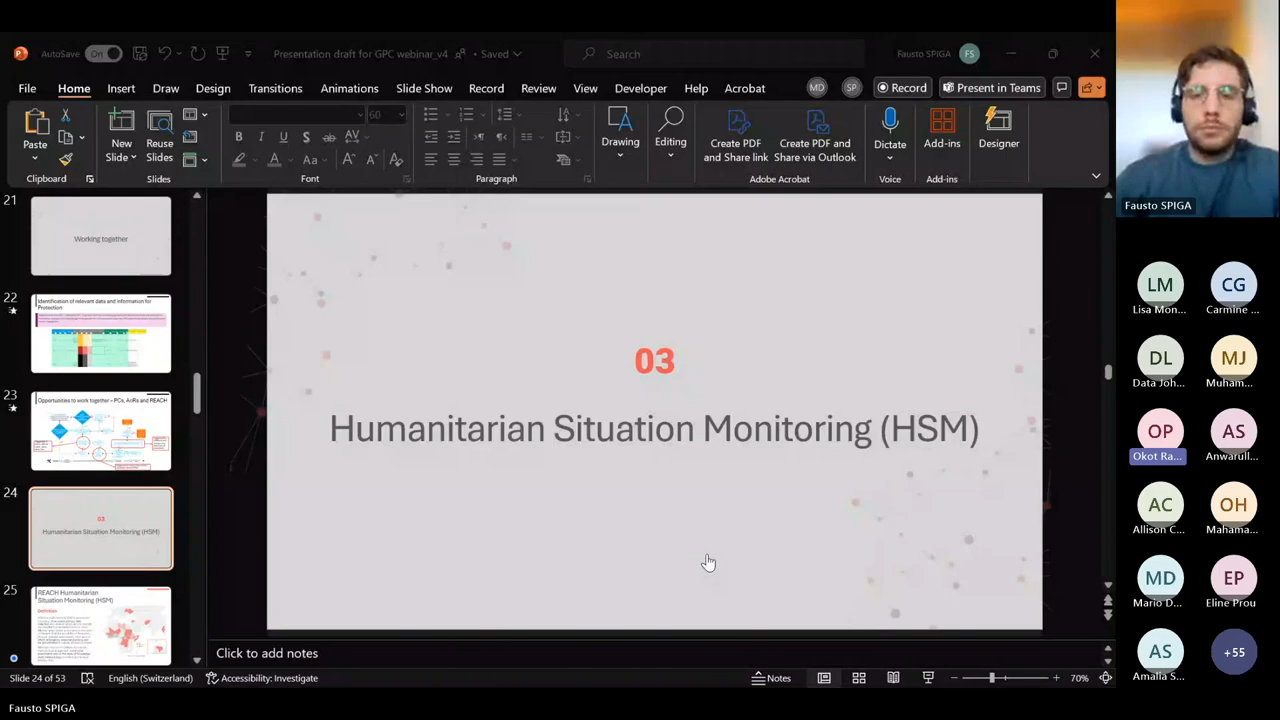 AutoSave On
Presentation draft for GPC webinar_v4 • Saved
Search
Fausto SPIGA FS
File Home Insert Draw Design Transitions Animations Slide Show Record Review View Developer Help Acrobat
MD SP Record Present in Teams
Paste
New Slide
Reuse Slides
60
B I U S ab AV
A Aa A A A
Drawing
Editing
Create PDF and Share link
Create PDF and Share via Outlook
Dictate
Add-ins
Designer
Clipboard Slides Font Paragraph Adobe Acrobat Voice Add-ins
21
Working together
22
Identification of relevant data and information for
Protection
23
Opportunities to work together – PCs, AoRs and REACH
24
03
Humanitarian Situation Monitoring (HSM)
25
REACH Humanitarian
Situation Monitoring (HSM)
Definition
03
Humanitarian Situation Monitoring (HSM)
Click to add notes
Slide 24 of 53 English (Switzerland) Accessibility: Investigate Notes 70%
Fausto SPIGA
Fausto SPIGA
LM CG
Lisa Mon... Carmine ...
DL MJ
Data Joh... Muham...
OP AS
Okot Ra... Anwarull...
AC OH
Allison C... Mahama...
MD EP
Mario D... Eline Prou
AS +55
Amalia S...